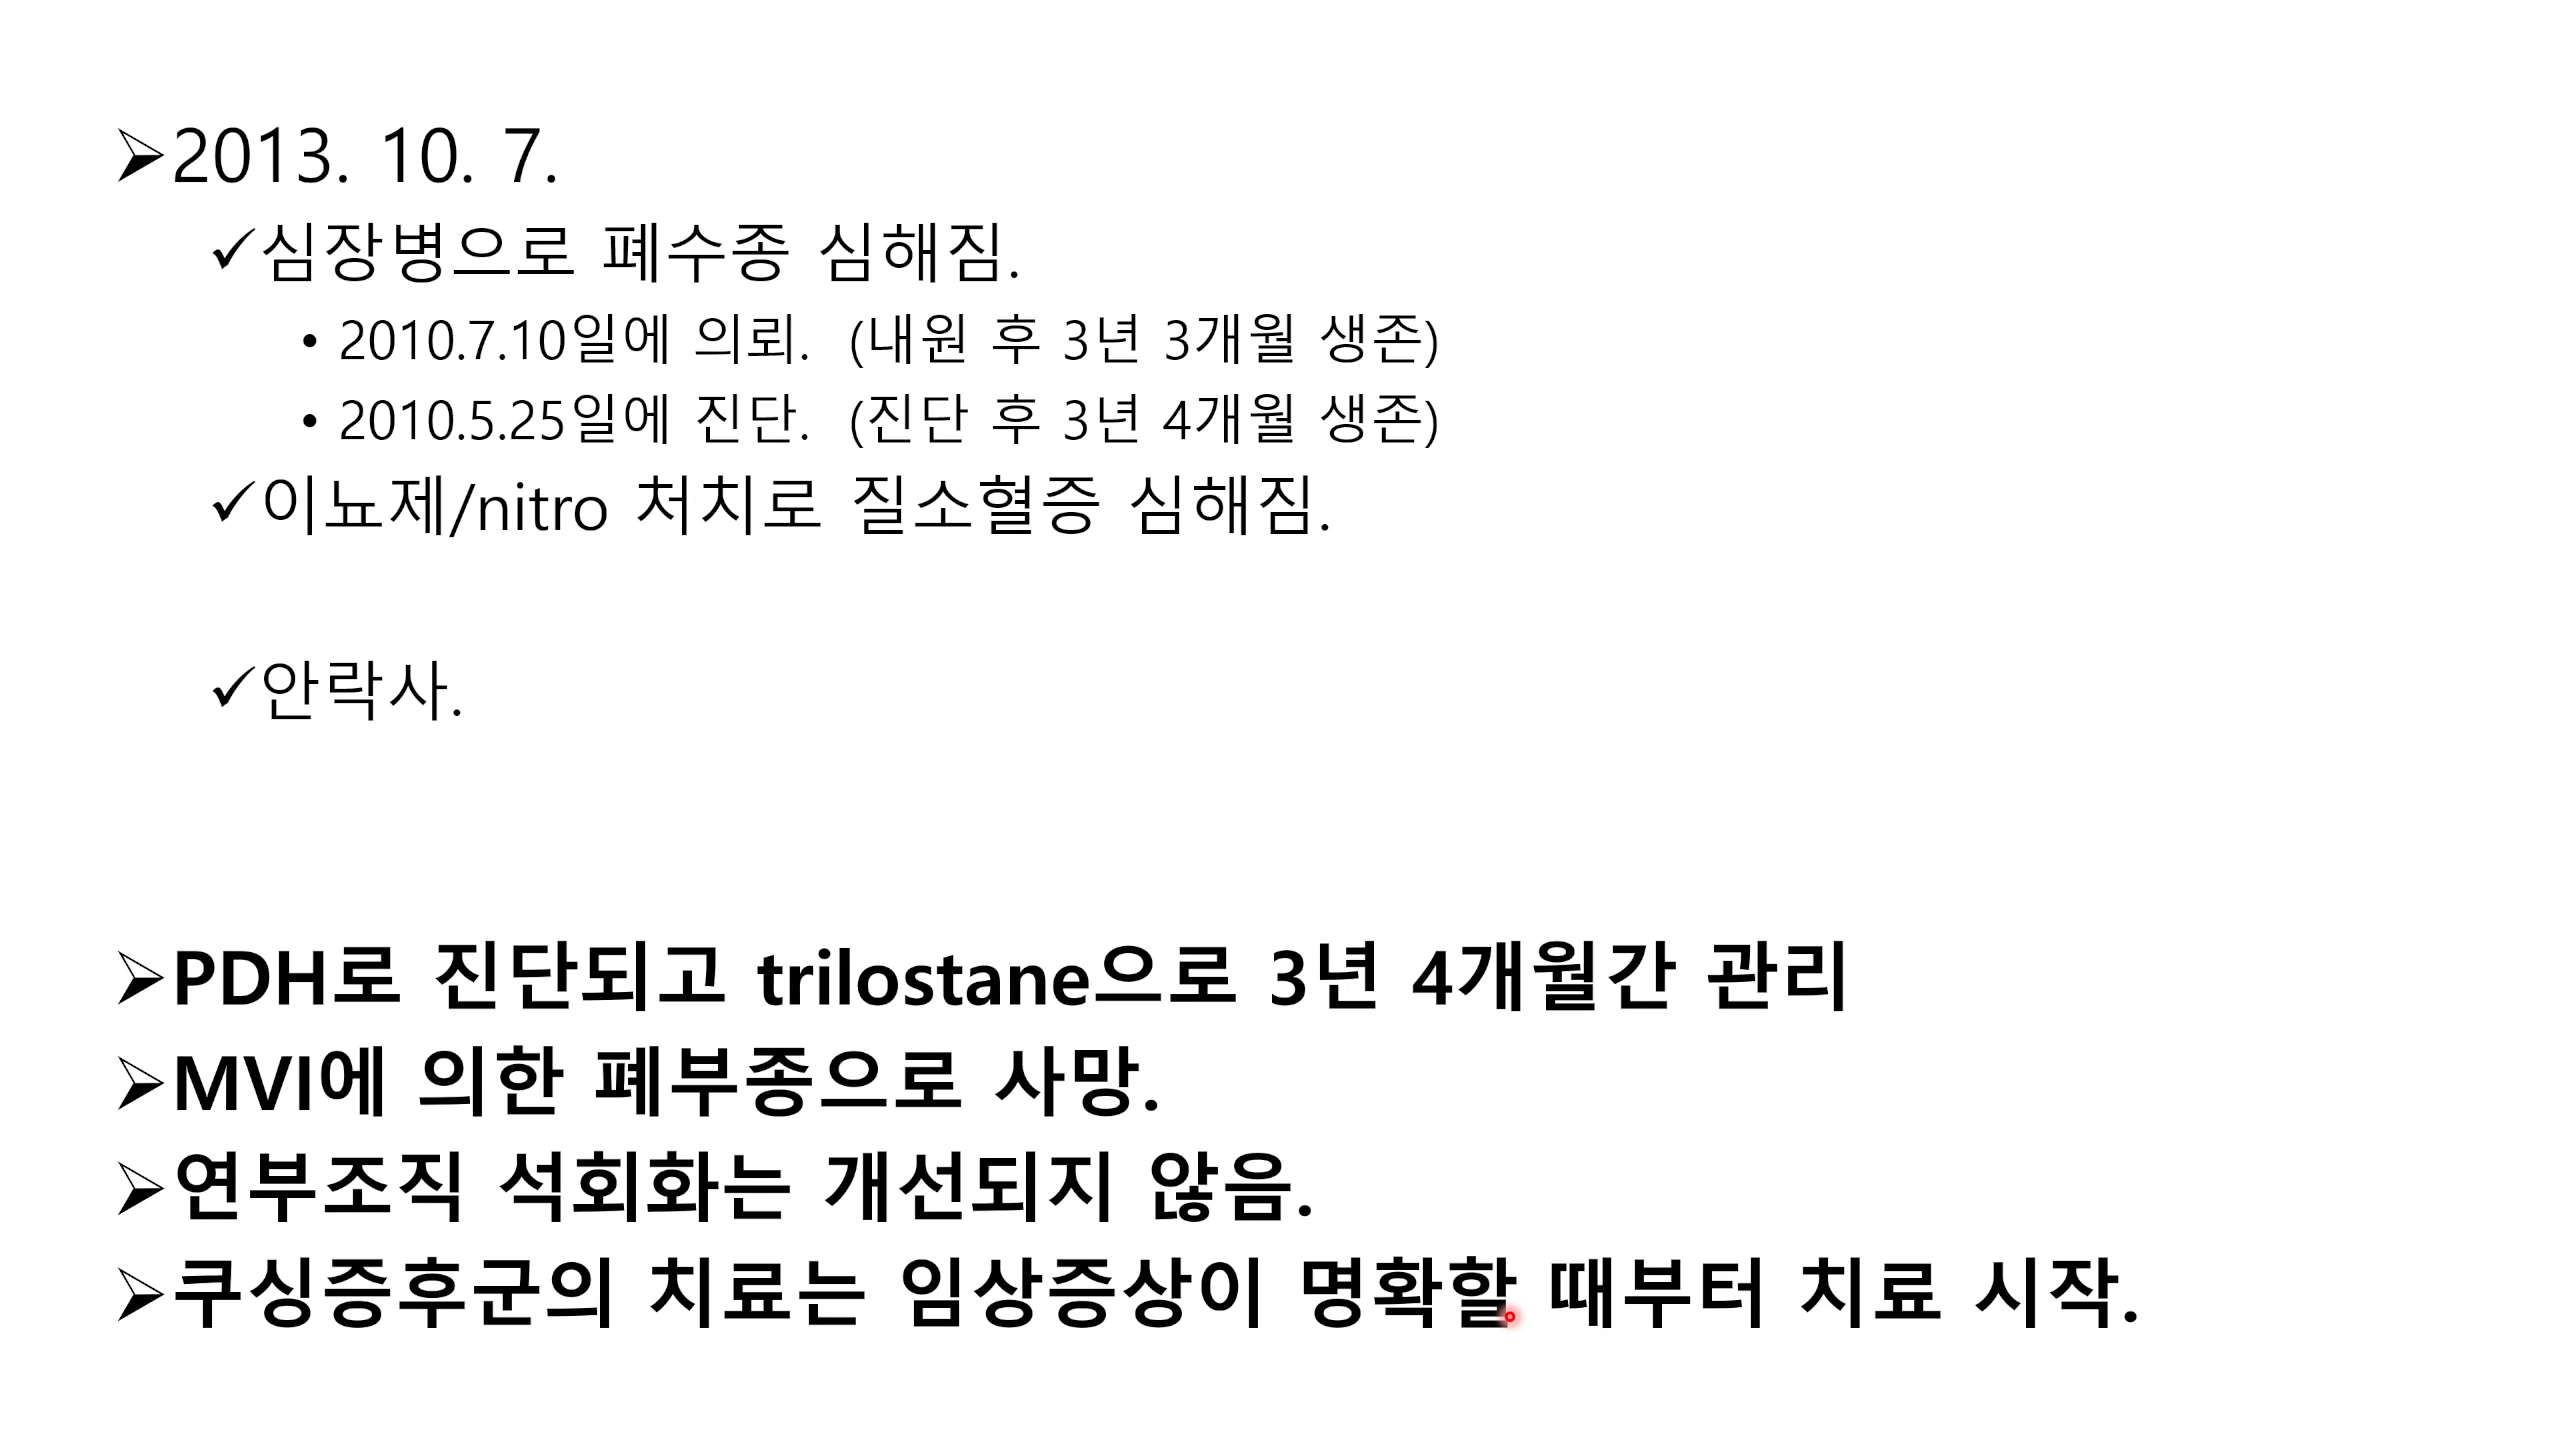 ➢2013. 10. 7.
✓심장병으로 폐수종 심해짐.
• 2010.7.10일에 의뢰. (내원 후 3년 3개월 생존)
• 2010.5.25일에 진단. (진단 후 3년 4개월 생존)
✓이뇨제/nitro 처치로 질소혈증 심해짐.
✓안락사.
➢PDH로 진단되고 trilostane으로 3년 4개월간 관리
➢MVI에 의한 폐부종으로 사망.
➢연부조직 석회화는 개선되지 않음.
➢쿠싱증후군의 치료는 임상증상이 명확할 때부터 치료 시작.